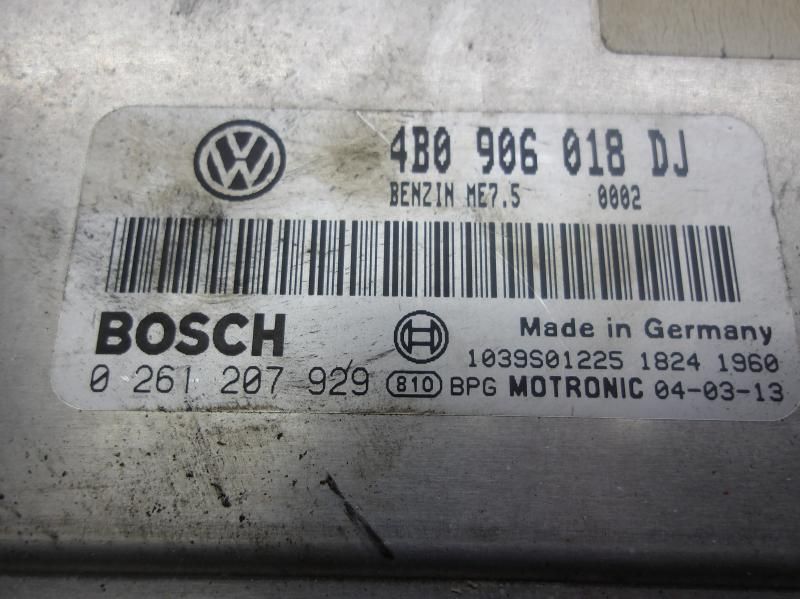 VW
4B0 906 018 DJ
BENZIN ME7.5 0002
BOSCH
Made in Germany
1039S01225 1824 1960
0 261 207 929 810 BPG MOTRONIC 04-03-13